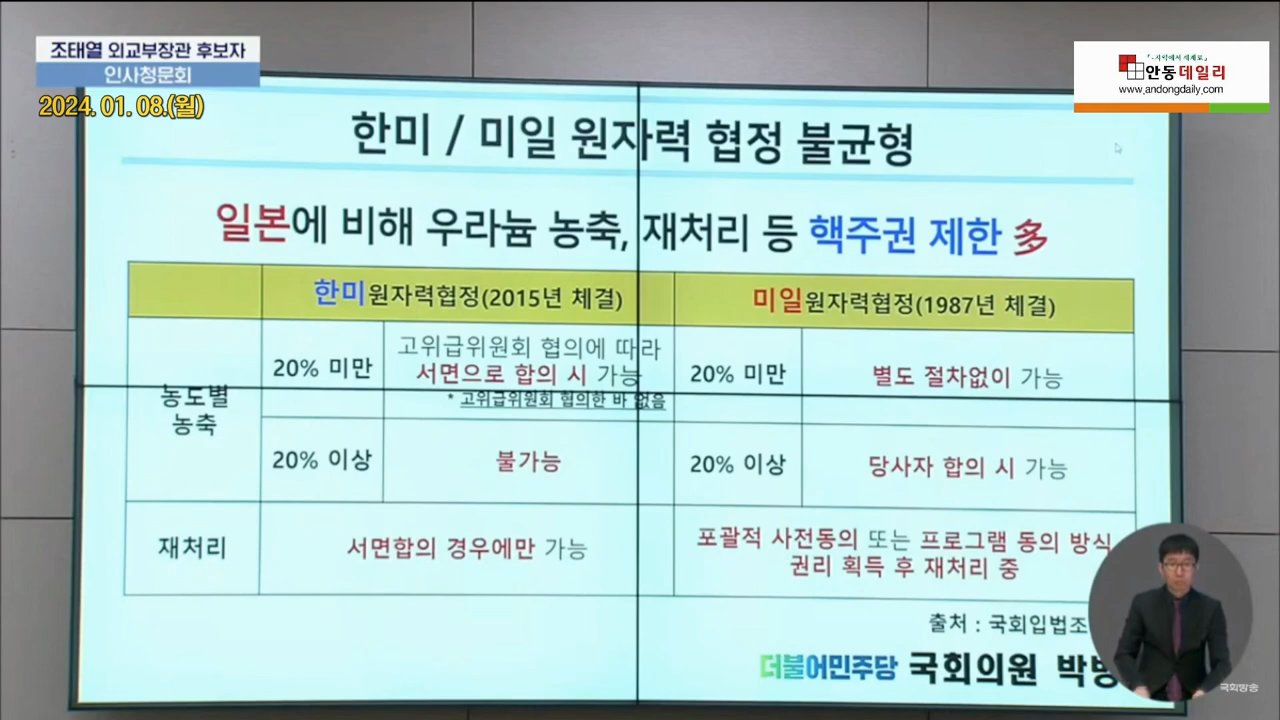 조태열 외교부장관 후보자
인사청문회
2024. 01. 08.(월)
안동데일리
www.andongdaily.com
한미 / 미일 원자력 협정 불균형
일본에 비해 우라늄 농축, 재처리 등 핵주권 제한 多
한미원자력협정(2015년 체결)
미일원자력협정(1987년 체결)
농도별
농축
20% 미만
고위급위원회 협의에 따라
서면으로 합의 시 가능
* 고위급위원회 협의한 바 없음
20% 미만
별도 절차없이 가능
20% 이상
불가능
20% 이상
당사자 합의 시 가능
재처리
서면합의 경우에만 가능
포괄적 사전동의 또는 프로그램 동의 방식
권리 획득 후 재처리 중
출처 : 국회입법조
더불어민주당 국회의원 박
국회방송